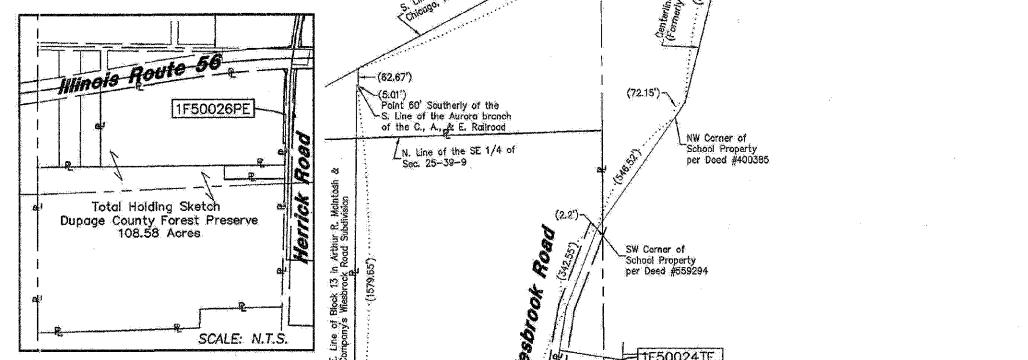 Illinois Route 56
1F50026PE
Herrick Road
Total Holding Sketch
Dupage County Forest Preserve
108.58 Acres
SCALE: N.T.S.
S. Li
Chicago,
(62.67')
(5.01')
Point 60' Southerly of the
S. Line of the Aurora branch
of the C., A., & E. Railroad
N. Line of the SE 1/4 of
Sec. 25-39-9
E. Line of Block 13 in Arthur R. McIntosh &
Company's Wiesbrock Road Subdivision
(1579.65')
Centerlin
(Formerly
(72.15')
NW Corner of
School Property
per Deed #400385
(546.52')
(2.2')
SW Corner of
School Property
per Deed #559294
(342.55')
esbrook Road
1F50024TE